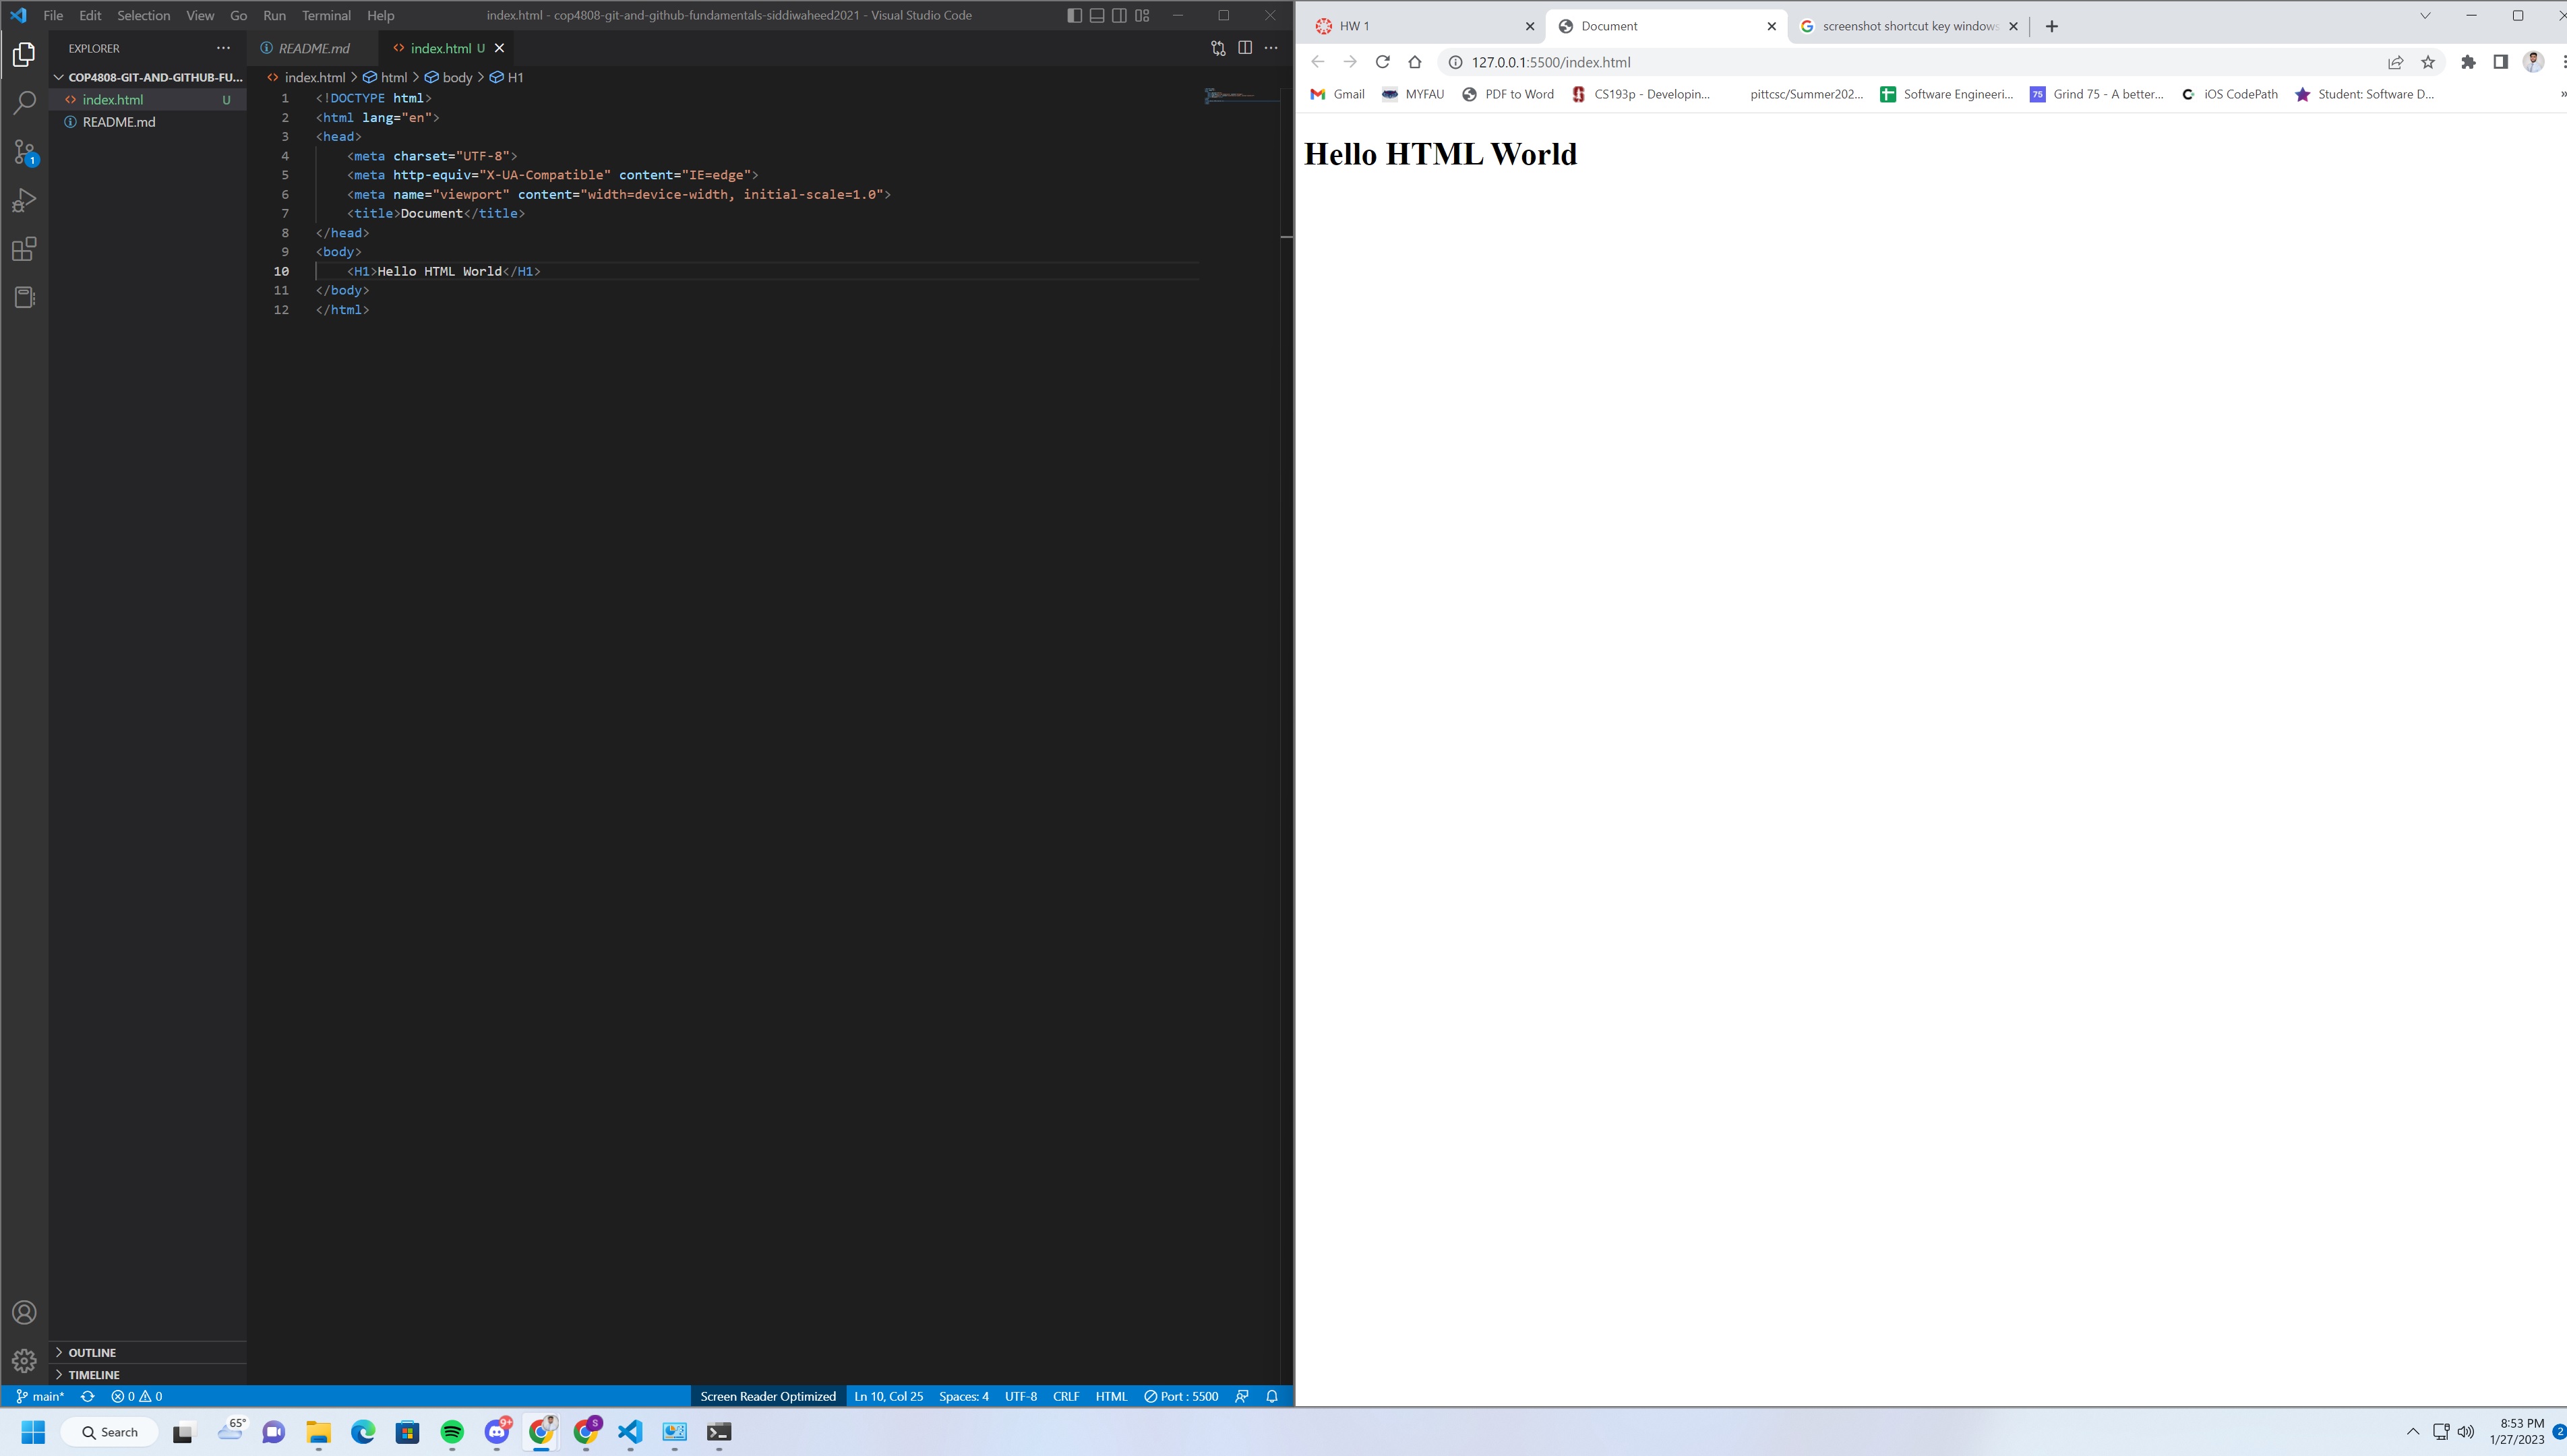 File Edit Selection View Go Run Terminal Help
index.html - cop4808-git-and-github-fundamentals-siddiwaheed2021 - Visual Studio Code
EXPLORER
COP4808-GIT-AND-GITHUB-FU...
index.html U
README.md
README.md
index.html U
index.html > html > body > H1
1 <!DOCTYPE html>
2 <html lang="en">
3 <head>
4 <meta charset="UTF-8">
5 <meta http-equiv="X-UA-Compatible" content="IE=edge">
6 <meta name="viewport" content="width=device-width, initial-scale=1.0">
7 <title>Document</title>
8 </head>
9 <body>
10 <H1>Hello HTML World</H1>
11 </body>
12 </html>
OUTLINE
TIMELINE
1
main* 0 0
Screen Reader Optimized Ln 10, Col 25 Spaces: 4 UTF-8 CRLF HTML Port : 5500
HW 1
Document
screenshot shortcut key windows
127.0.0.1:5500/index.html
Gmail MYFAU PDF to Word CS193p - Developin... pittcsc/Summer202... Software Engineeri... 75 Grind 75 - A better... iOS CodePath Student: Software D...
Hello HTML World
Search
65°
9+
S
8:53 PM
1/27/2023
2